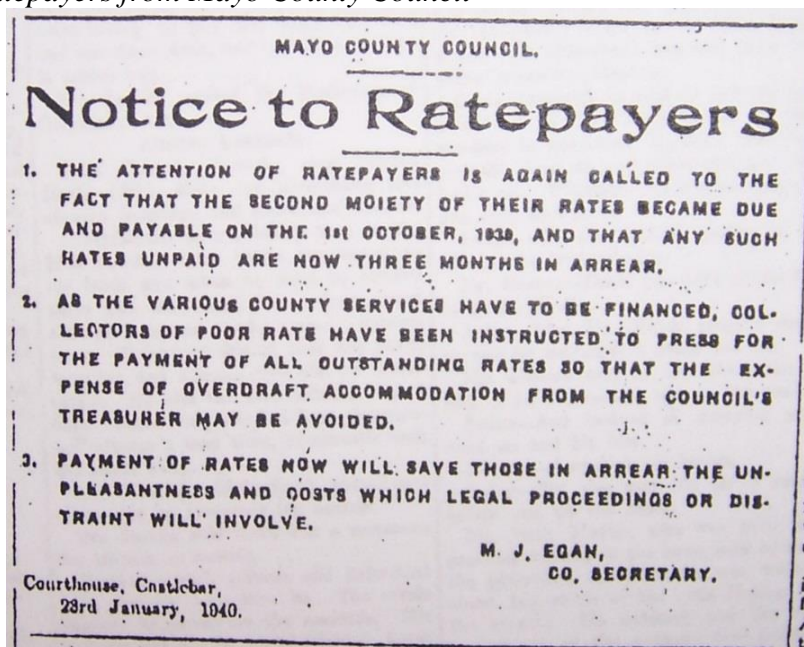 tepayers from Mayo County Council
MAYO COUNTY COUNCIL.
Notice to Ratepayers
1. THE ATTENTION OF RATEPAYERS IS AGAIN CALLED TO THE
FACT THAT THE SECOND MOIETY OF THEIR RATES BECAME DUE
AND PAYABLE ON THE 1st OCTOBER, 1939, AND THAT ANY SUCH
RATES UNPAID ARE NOW THREE MONTHS IN ARREAR.
2. AS THE VARIOUS COUNTY SERVICES HAVE TO BE FINANCED, COL-
LECTORS OF POOR RATE HAVE BEEN INSTRUCTED TO PRESS FOR
THE PAYMENT OF ALL OUTSTANDING RATES SO THAT THE EX-
PENSE OF OVERDRAFT ACCOMMODATION FROM THE COUNCIL'S
TREASURER MAY BE AVOIDED.
3. PAYMENT OF RATES NOW WILL SAVE THOSE IN ARREAR THE UN-
PLEASANTNESS AND COSTS WHICH LEGAL PROCEEDINGS OR DIS-
TRAINT WILL INVOLVE.
M. J. EGAN,
CO. SECRETARY.
Courthouse, Castlebar,
23rd January, 1940.